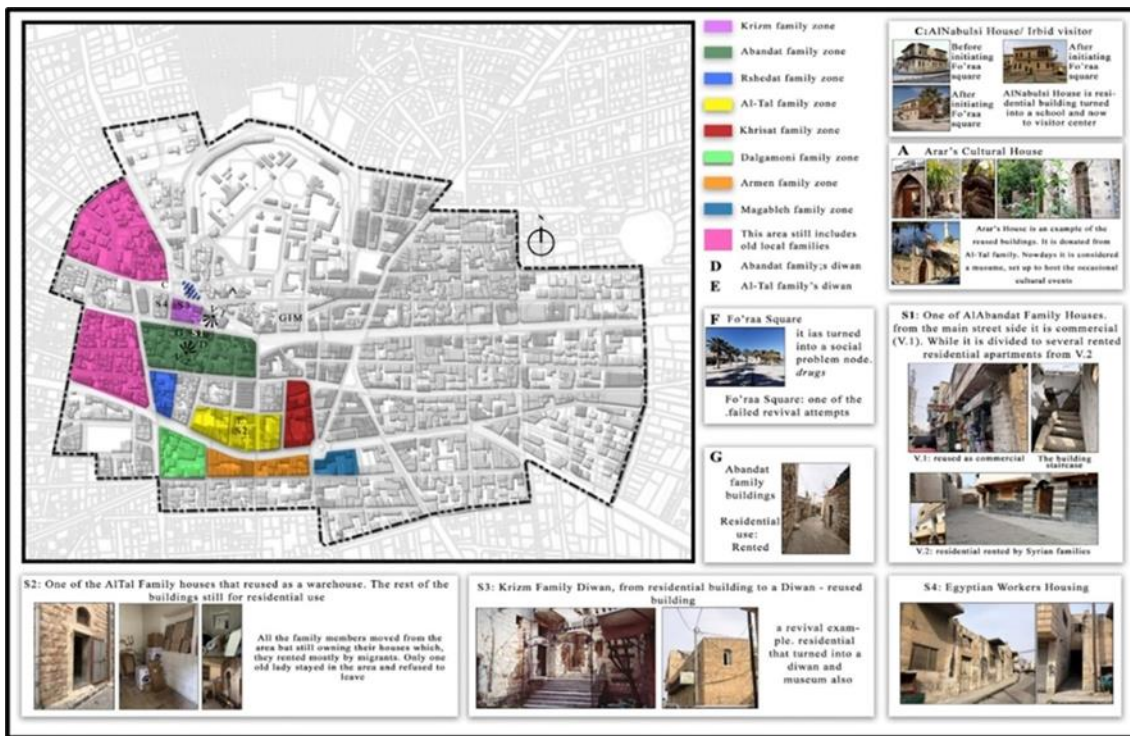 Krizm family zone
Abandat family zone
Rshedat family zone
Al-Tal family zone
Khrisat family zone
Dalgamoni family zone
Armen family zone
Magableh family zone
This area still includes
old local families
D Abandat family;s diwan
E Al-Tal family's diwan
C
S4
S3
A
GIM
G
S1
D
V.2
S2
C:AlNabulsi House/ Irbid visitor
Before
initiating
Fo'raa
square
After
initiating
Fo'raa
square
After
initiating
Fo'raa
square
AlNabulsi House is resi-
dential building turned
into a school and now
to visitor center
A Arar's Cultural House
Arar's House is an example of the
reused buildings. It is donated from
Al-Tal family. Nowdeys it is considered
a museme, set up to host the occasional
cultural events
F Fo'raa Square
it ias turned
into a social
problem node.
drugs
Fo'raa Square: one of the
.failed revival attempts
G
Abandat
family
buildings
Residential
use:
Rented
S1: One of AlAbandat Family Houses.
from the main street side it is commercial
(V.1). While it is divided to several rented
residential apartments from V.2
V.1: reused as commercial
The building
staircase
V.2: residential rented by Syrian families
S2: One of the AlTal Family houses that reused as a warehouse. The rest of the
buildings still for residential use
All the family members moved from the
area but still owning their houses which,
they rented mostly by migrants. Only one
old lady stayed in the area and refused to
leave
S3: Krizm Family Diwan, from residential building to a Diwan - reused
building
a revival exam-
ple. residential
that turned into a
diwan and
museum also
S4: Egyptian Workers Housing